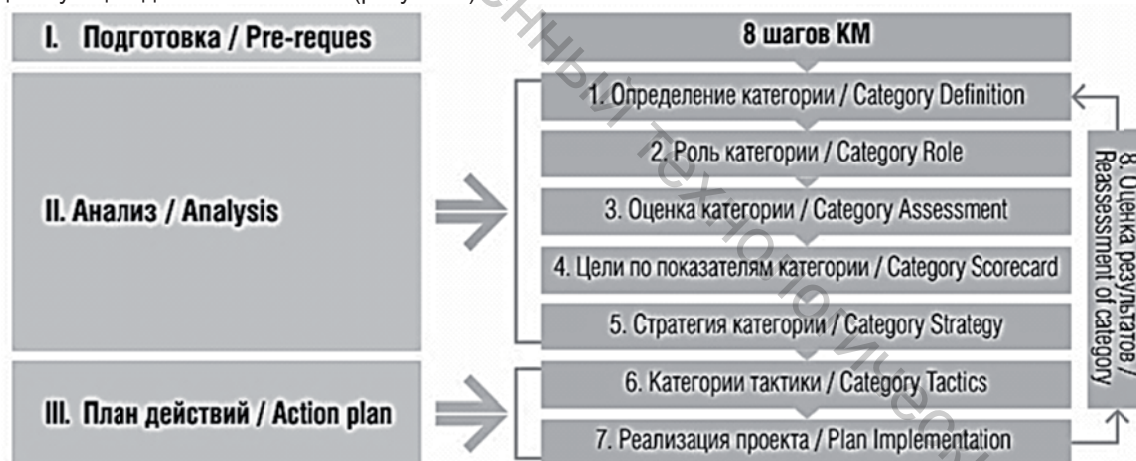 I. Подготовка / Pre-reques
8 шагов КМ
II. Анализ / Analysis
1. Определение категории / Category Definition
2. Роль категории / Category Role
3. Оценка категории / Category Assessment
4. Цели по показателям категории / Category Scorecard
5. Стратегия категории / Category Strategy
III. План действий / Action plan
6. Категории тактики / Category Tactics
7. Реализация проекта / Plan Implementation
8. Оценка результатов /
Reassessment of category